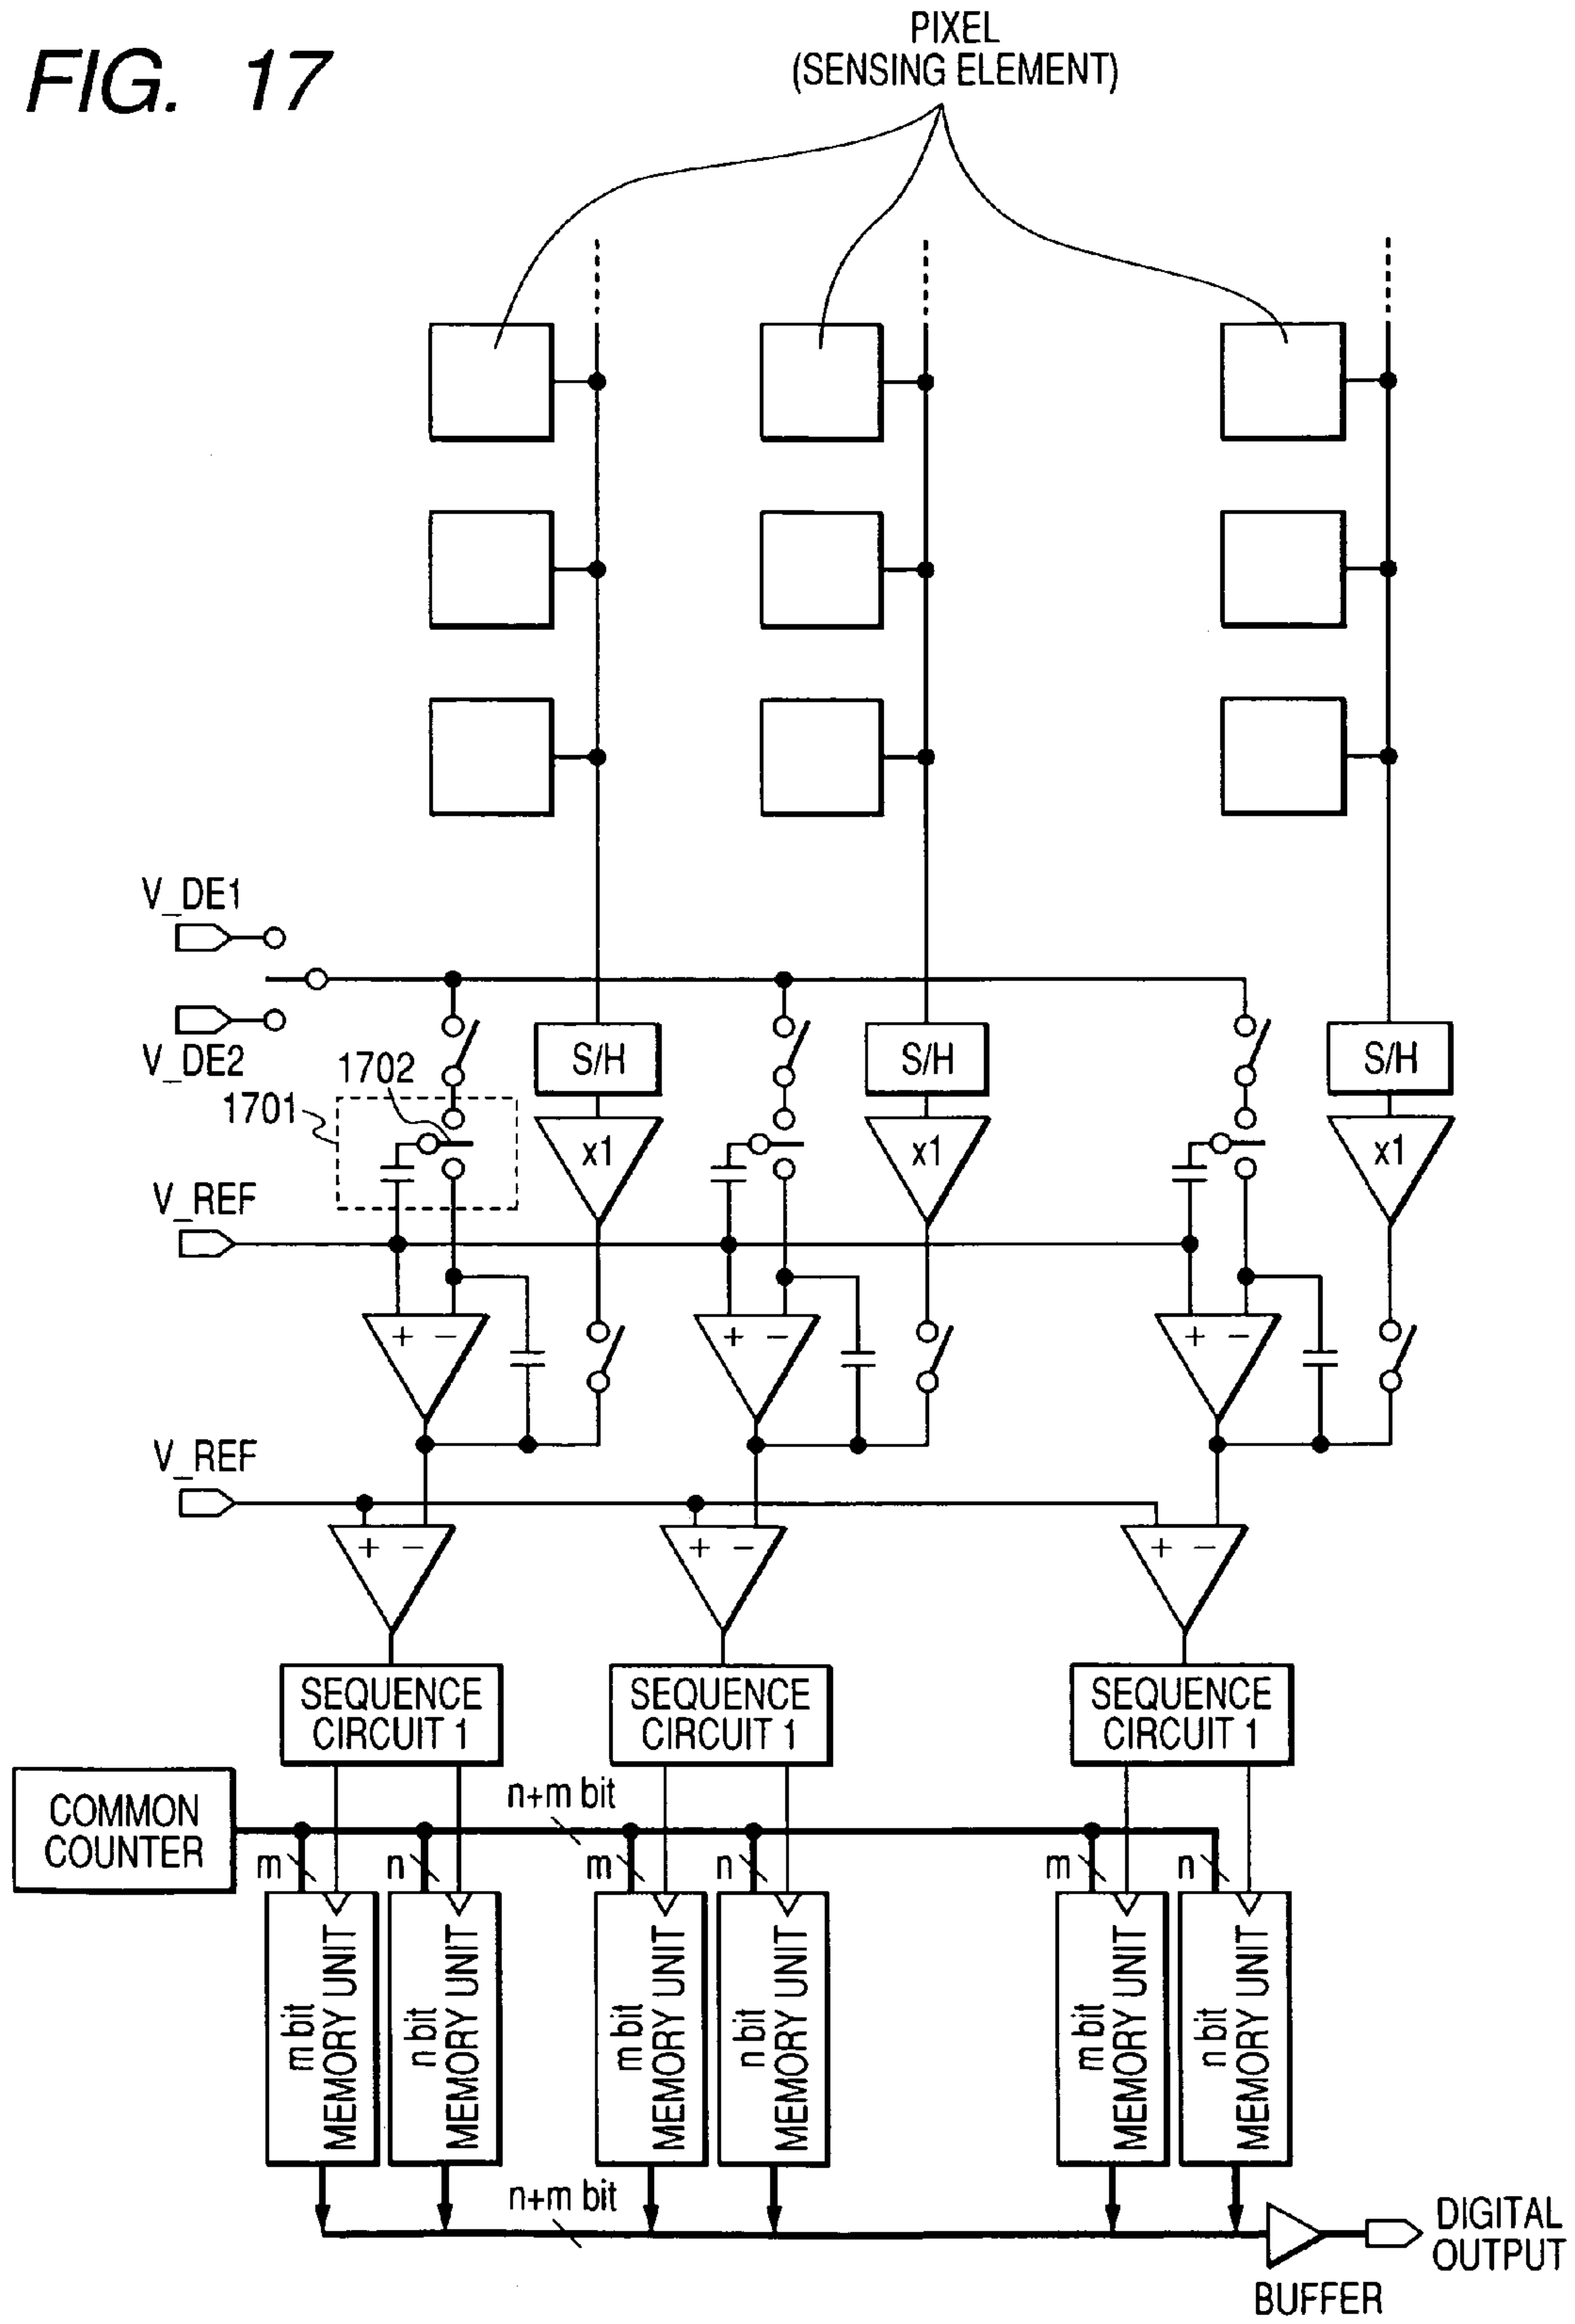 FIG. 17
PIXEL
(SENSING ELEMENT)
V_DE1
V_DE2
1702
1701
S/H
S/H
S/H
x1
x1
x1
V_REF
+ −
+ −
+ −
V_REF
+ −
+ −
+ −
SEQUENCE
CIRCUIT 1
SEQUENCE
CIRCUIT 1
SEQUENCE
CIRCUIT 1
COMMON
COUNTER
n+m bit
m
n
m
n
m
n
m bit
MEMORY UNIT
n bit
MEMORY UNIT
m bit
MEMORY UNIT
n bit
MEMORY UNIT
m bit
MEMORY UNIT
n bit
MEMORY UNIT
n+m bit
DIGITAL
OUTPUT
BUFFER